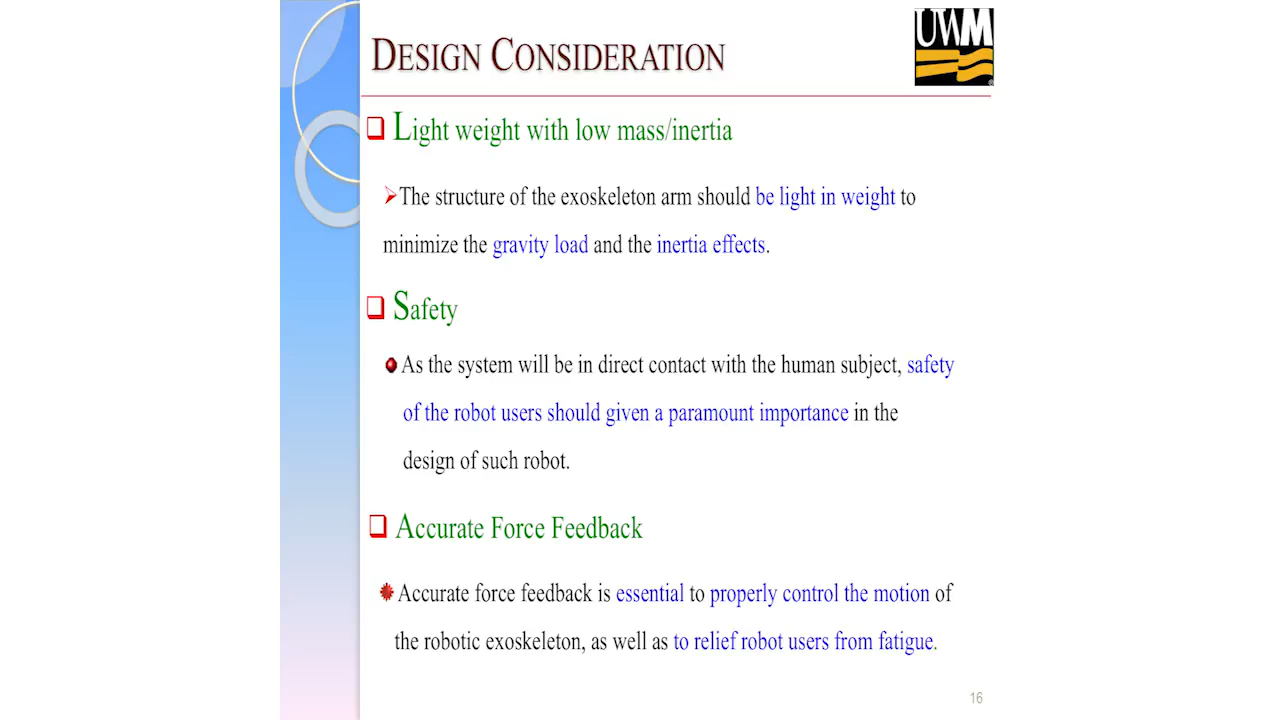 DESIGN CONSIDERATION
UWM
Light weight with low mass/inertia
The structure of the exoskeleton arm should be light in weight to
minimize the gravity load and the inertia effects.
Safety
As the system will be in direct contact with the human subject, safety
of the robot users should given a paramount importance in the
design of such robot.
Accurate Force Feedback
Accurate force feedback is essential to properly control the motion of
the robotic exoskeleton, as well as to relief robot users from fatigue.
16